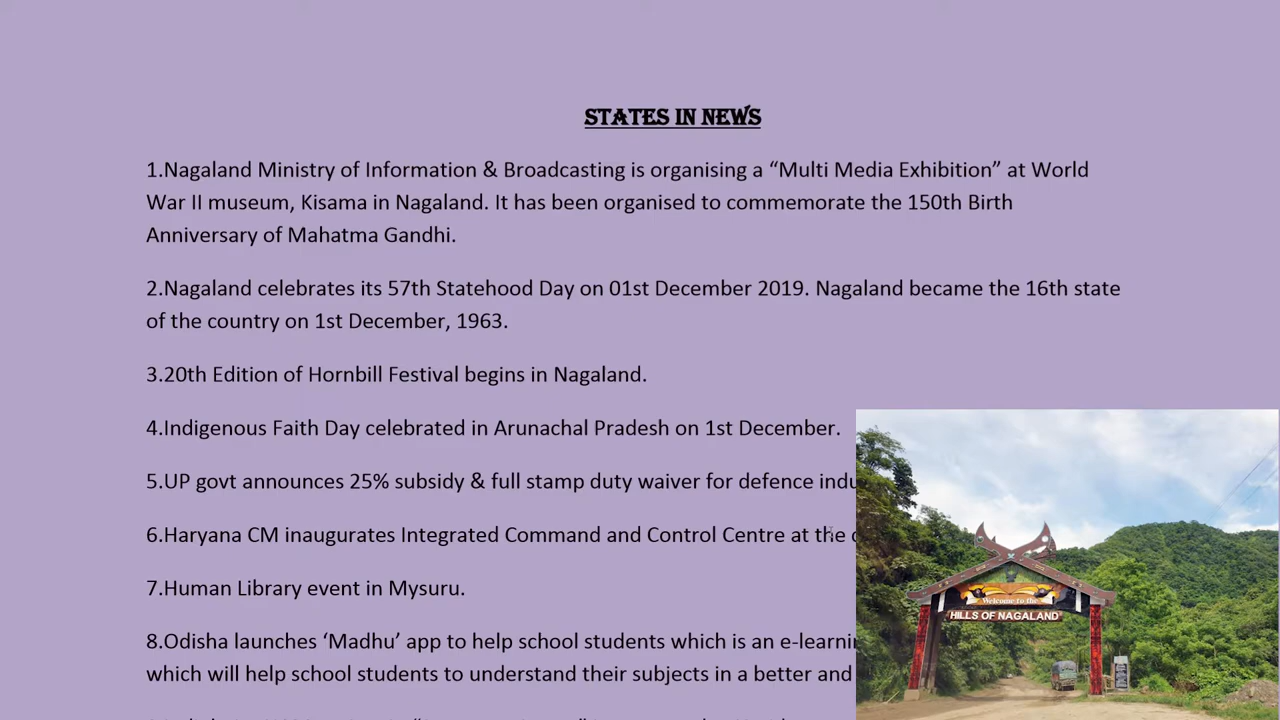 STATES IN NEWS
1.Nagaland Ministry of Information & Broadcasting is organising a “Multi Media Exhibition” at World
War II museum, Kisama in Nagaland. It has been organised to commemorate the 150th Birth
Anniversary of Mahatma Gandhi.
2.Nagaland celebrates its 57th Statehood Day on 01st December 2019. Nagaland became the 16th state
of the country on 1st December, 1963.
3.20th Edition of Hornbill Festival begins in Nagaland.
4.Indigenous Faith Day celebrated in Arunachal Pradesh on 1st December.
5.UP govt announces 25% subsidy & full stamp duty waiver for defence indu
6.Haryana CM inaugurates Integrated Command and Control Centre at the
7.Human Library event in Mysuru.
8.Odisha launches ‘Madhu’ app to help school students which is an e-learnin
which will help school students to understand their subjects in a better and
Welcome to the
HILLS OF NAGALAND